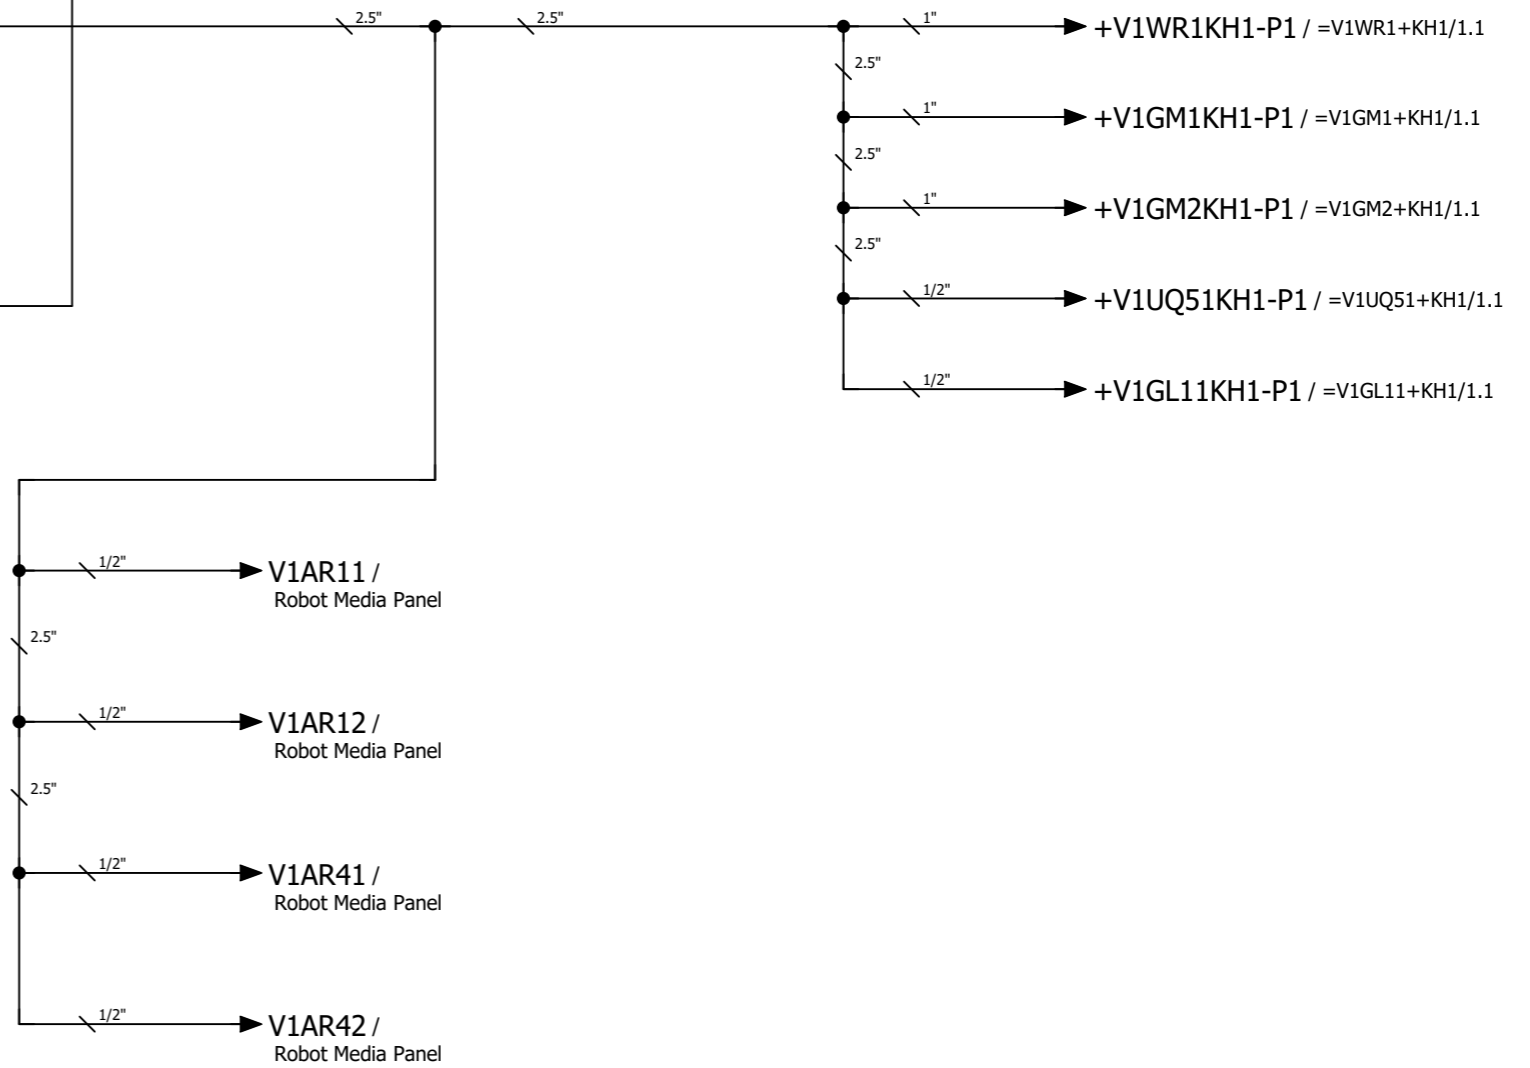 2.5"
2.5"
1"
+V1WR1KH1-P1 / =V1WR1+KH1/1.1
2.5"
1"
+V1GM1KH1-P1 / =V1GM1+KH1/1.1
2.5"
1"
+V1GM2KH1-P1 / =V1GM2+KH1/1.1
2.5"
1/2"
+V1UQ51KH1-P1 / =V1UQ51+KH1/1.1
1/2"
+V1GL11KH1-P1 / =V1GL11+KH1/1.1
1/2"
V1AR11 /
Robot Media Panel
2.5"
1/2"
V1AR12 /
Robot Media Panel
2.5"
1/2"
V1AR41 /
Robot Media Panel
1/2"
V1AR42 /
Robot Media Panel